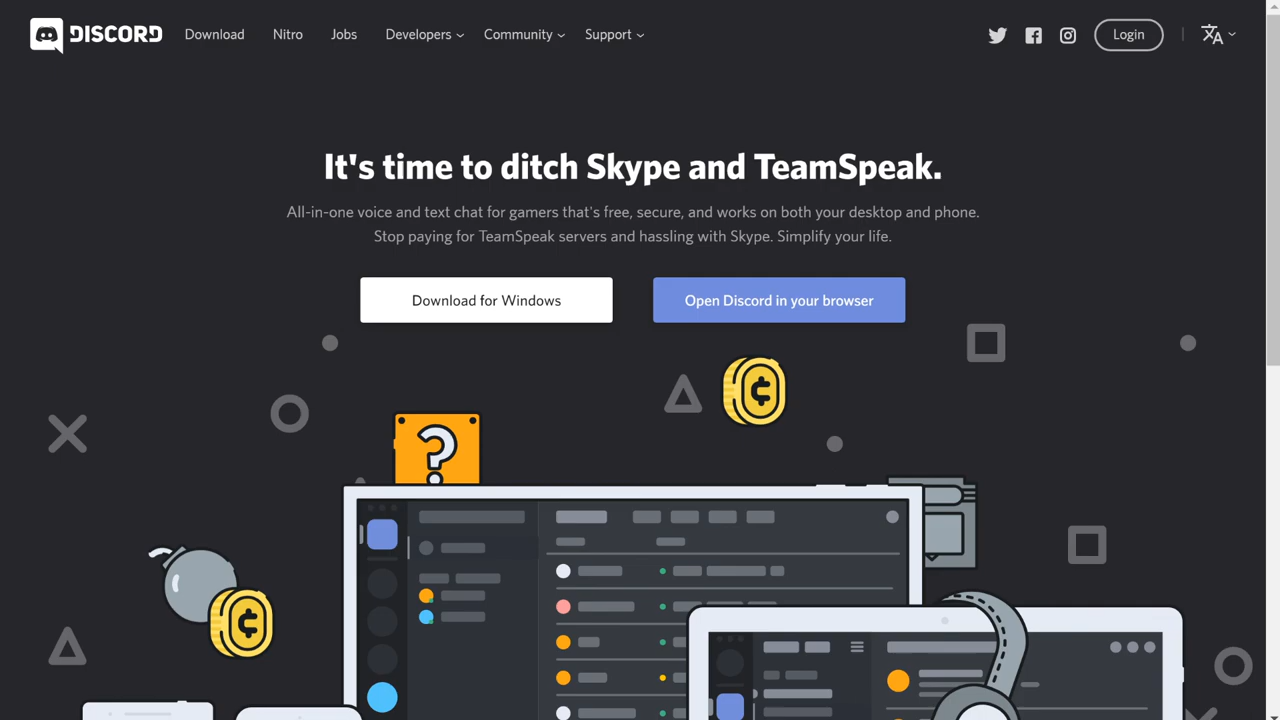 DISCORD Download Nitro Jobs Developers Community Support Login
It's time to ditch Skype and TeamSpeak.
All-in-one voice and text chat for gamers that's free, secure, and works on both your desktop and phone.
Stop paying for TeamSpeak servers and hassling with Skype. Simplify your life.
Download for Windows
Open Discord in your browser
¢
?
¢